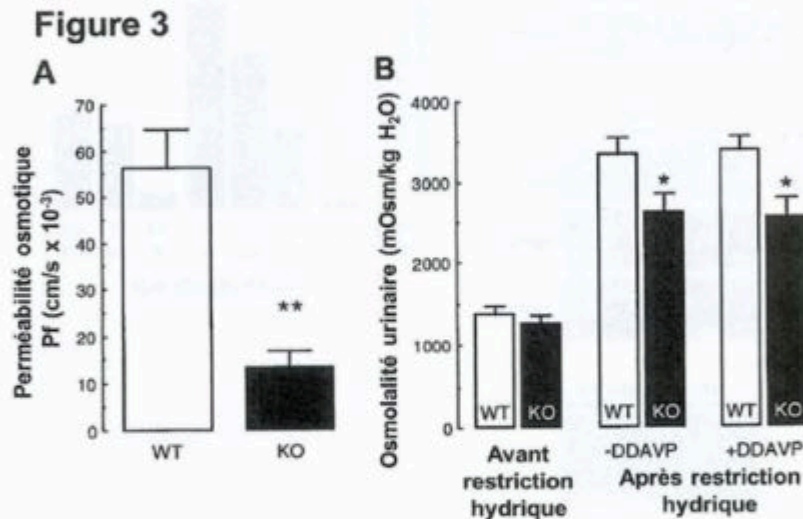 Figure 3
A
Perméabilité osmotique
Pf (cm/s x 10-3)
70
60
50
40
30
20
10
0
**
WT
KO
B
Osmolalité urinaire (mOsm/kg H₂O)
4000
3000
2000
1000
0
*
*
WT
KO
WT
KO
WT
KO
-DDAVP
+DDAVP
Avant
restriction
hydrique
Après restriction
hydrique